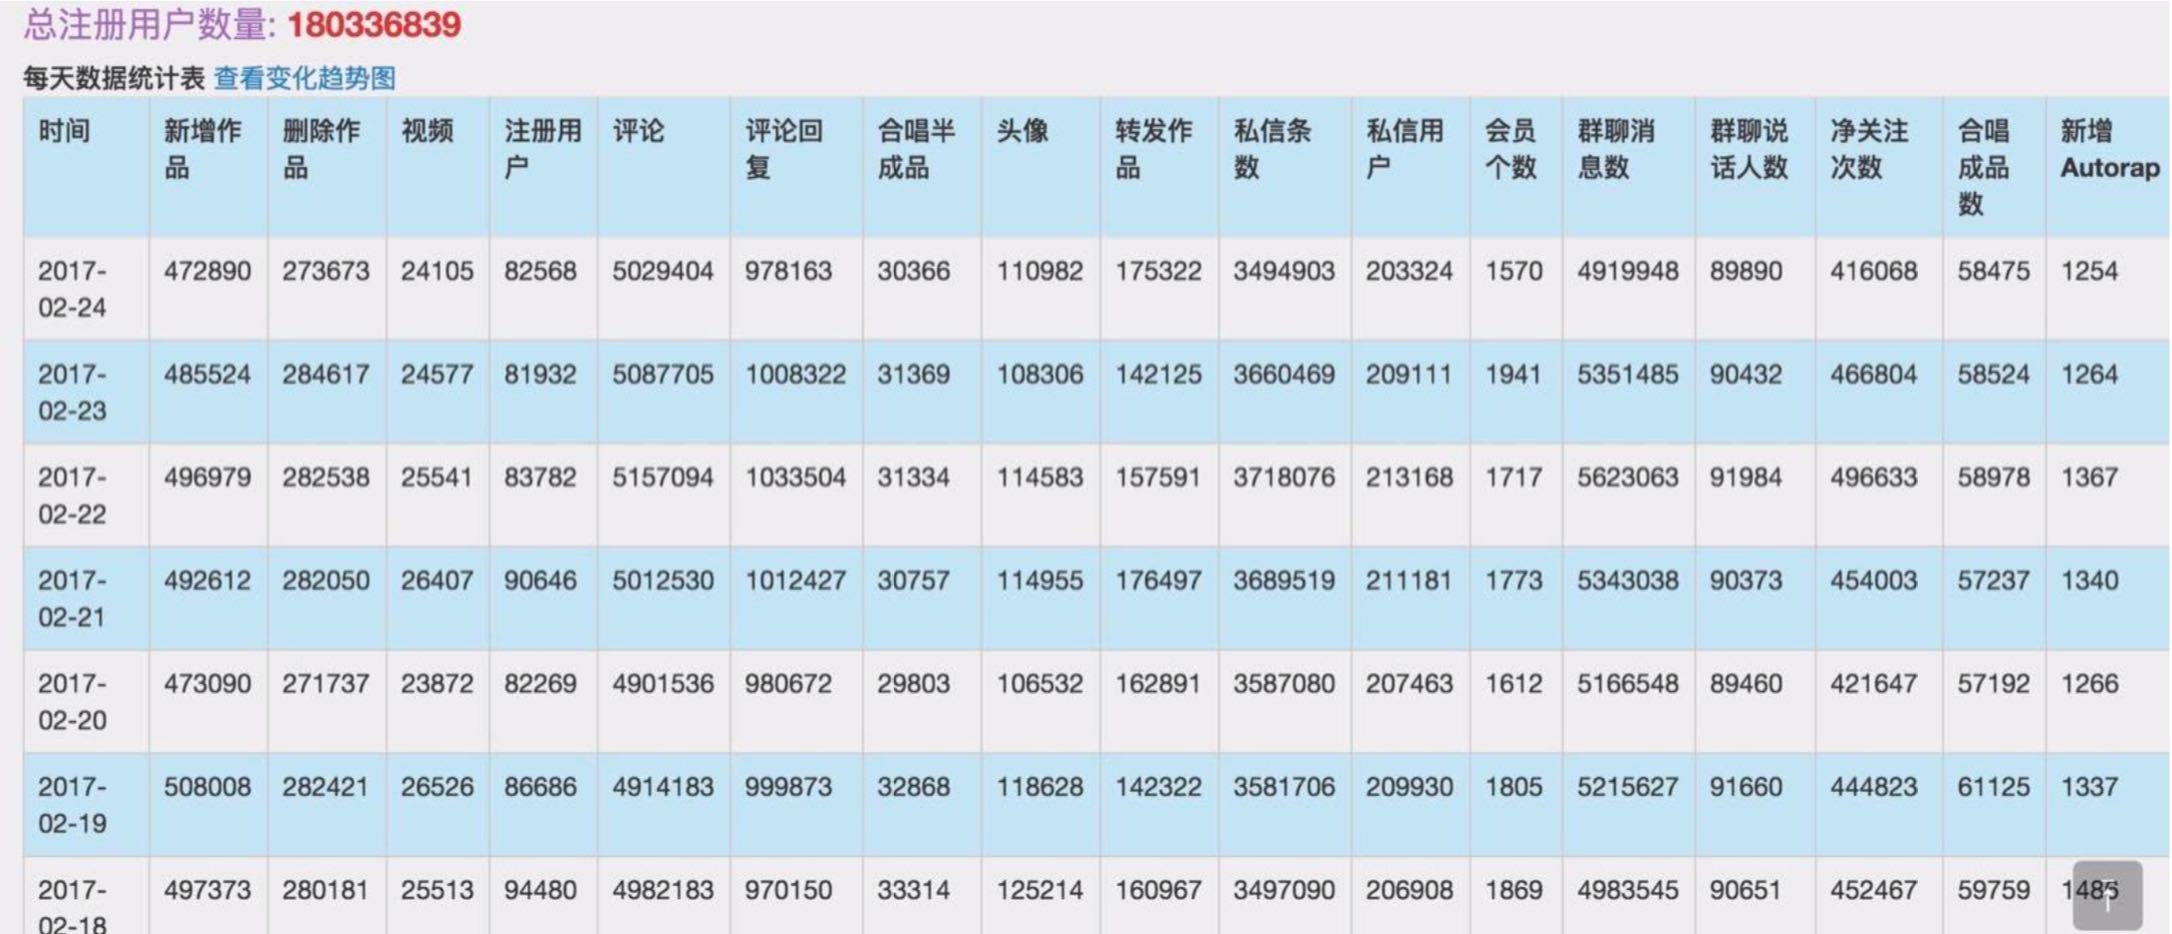 总注册用户数量: 180336839
每天数据统计表 查看变化趋势图
时间 新增作品 删除作品 视频 注册用户 评论 评论回复 合唱半成品 头像 转发作品 私信条数 私信用户 会员个数 群聊消息数 群聊说话人数 净关注次数 合唱成品数 新增Autorap
2017-02-24 472890 273673 24105 82568 5029404 978163 30366 110982 175322 3494903 203324 1570 4919948 89890 416068 58475 1254
2017-02-23 485524 284617 24577 81932 5087705 1008322 31369 108306 142125 3660469 209111 1941 5351485 90432 466804 58524 1264
2017-02-22 496979 282538 25541 83782 5157094 1033504 31334 114583 157591 3718076 213168 1717 5623063 91984 496633 58978 1367
2017-02-21 492612 282050 26407 90646 5012530 1012427 30757 114955 176497 3689519 211181 1773 5343038 90373 454003 57237 1340
2017-02-20 473090 271737 23872 82269 4901536 980672 29803 106532 162891 3587080 207463 1612 5166548 89460 421647 57192 1266
2017-02-19 508008 282421 26526 86686 4914183 999873 32868 118628 142322 3581706 209930 1805 5215627 91660 444823 61125 1337
2017-02-18 497373 280181 25513 94480 4982183 970150 33314 125214 160967 3497090 206908 1869 4983545 90651 452467 59759